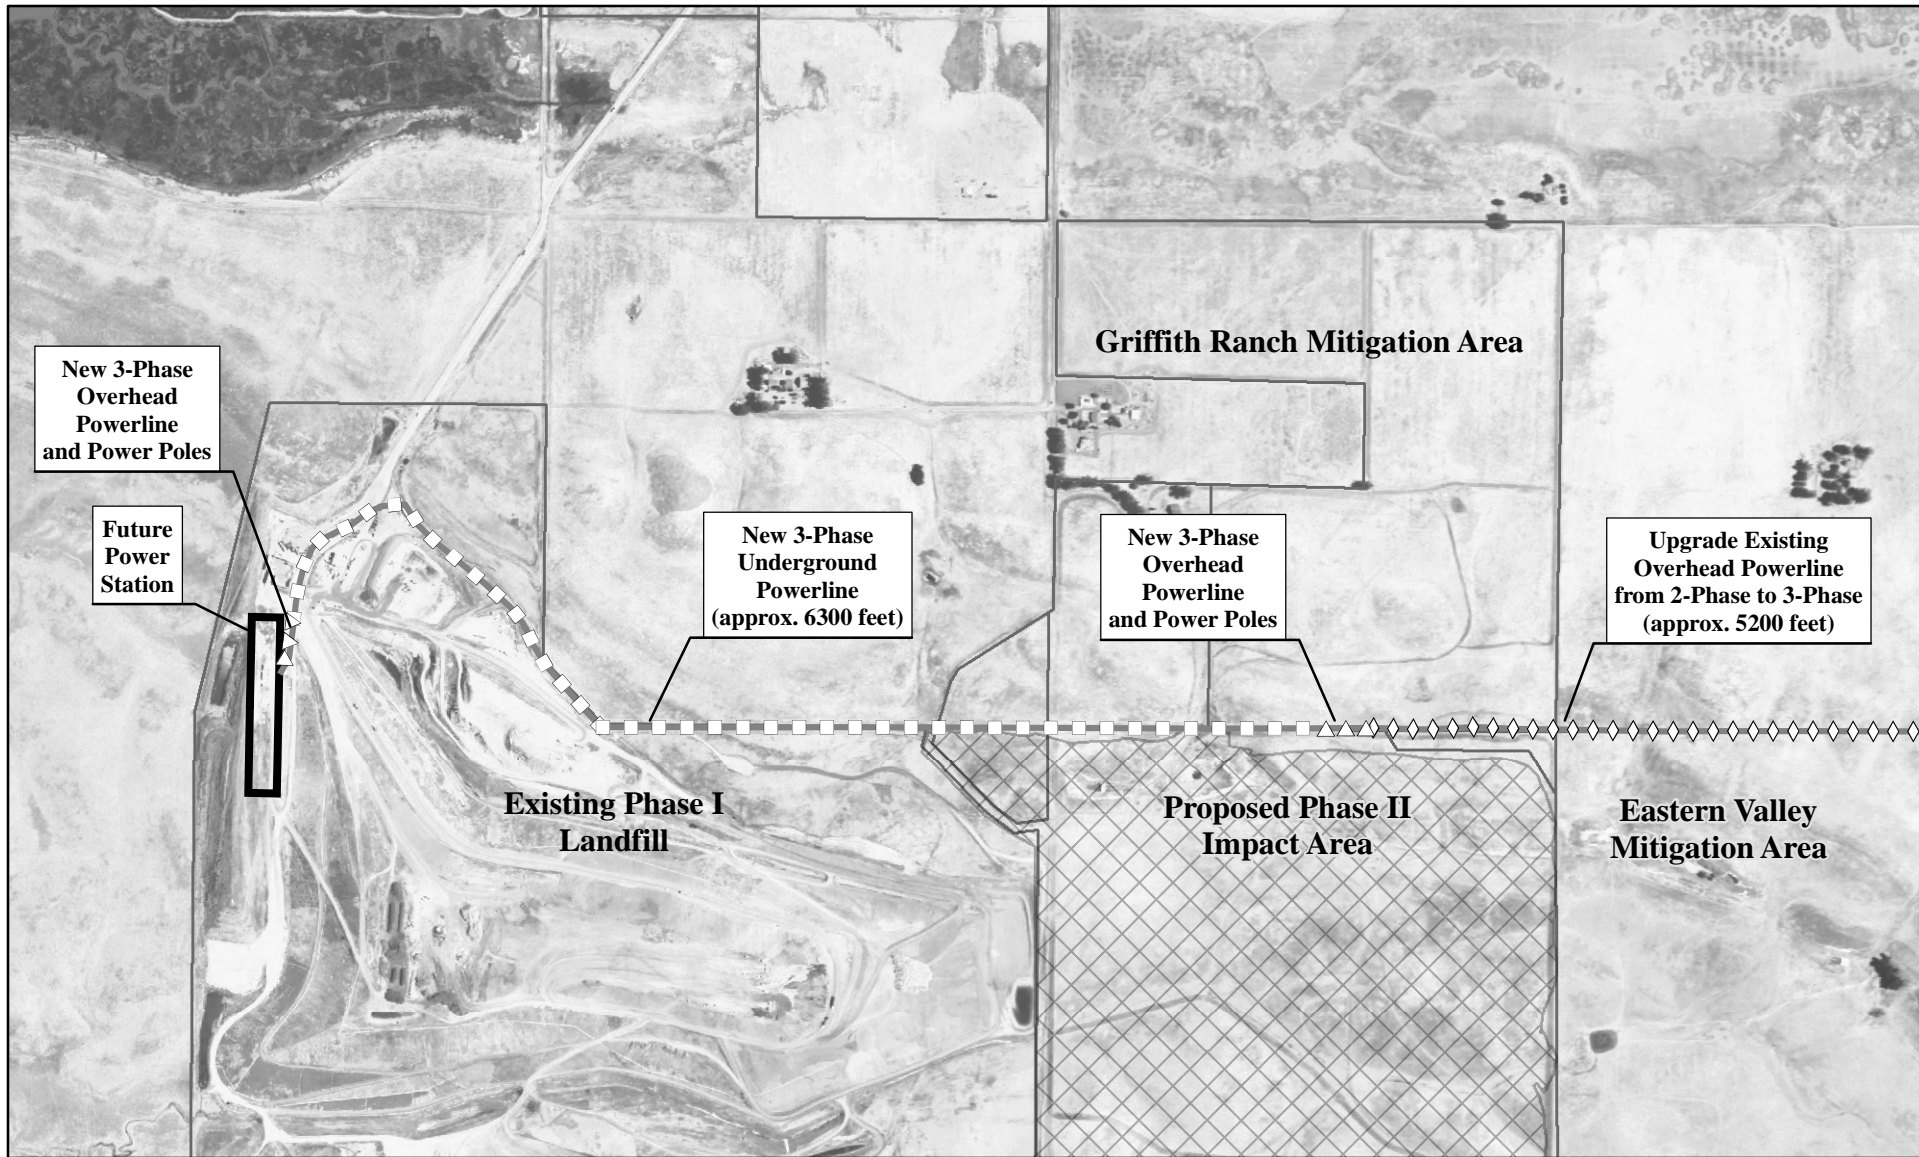 Griffith Ranch Mitigation Area
New 3-Phase
Overhead
Powerline
and Power Poles
Future
Power
Station
New 3-Phase
Underground
Powerline
(approx. 6300 feet)
New 3-Phase
Overhead
Powerline
and Power Poles
Upgrade Existing
Overhead Powerline
from 2-Phase to 3-Phase
(approx. 5200 feet)
Existing Phase I
Landfill
Proposed Phase II
Impact Area
Eastern Valley
Mitigation Area